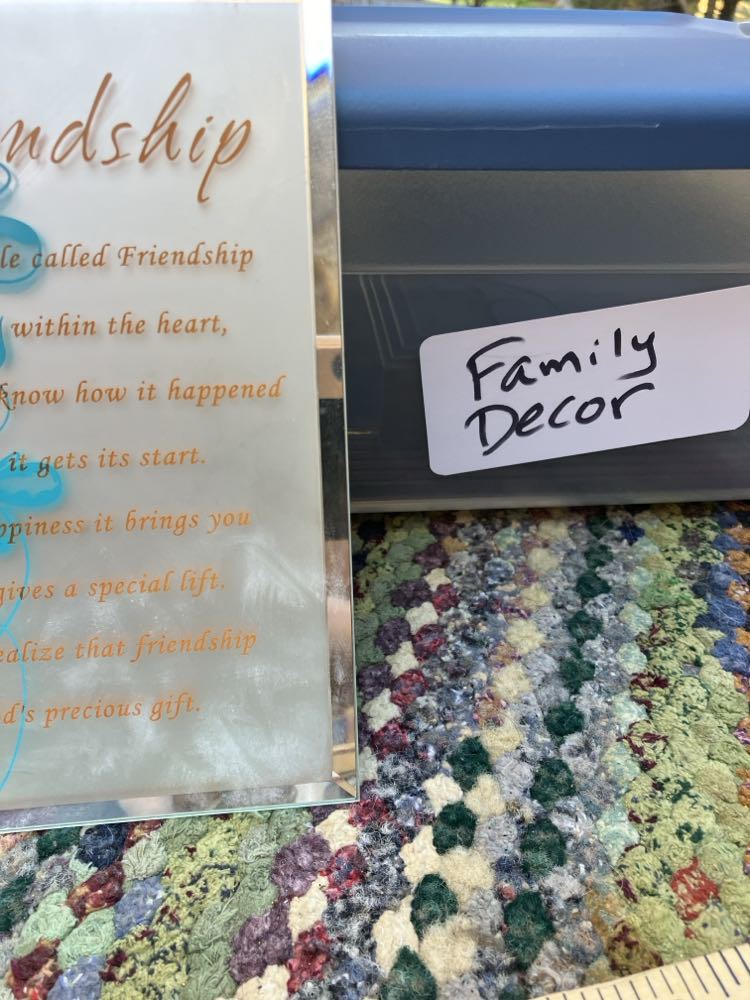 ndship
le called Friendship
within the heart,
know how it happened
it gets its start.
ppiness it brings you
gives a special lift.
ealize that friendship
d's precious gift.
Family
Decor